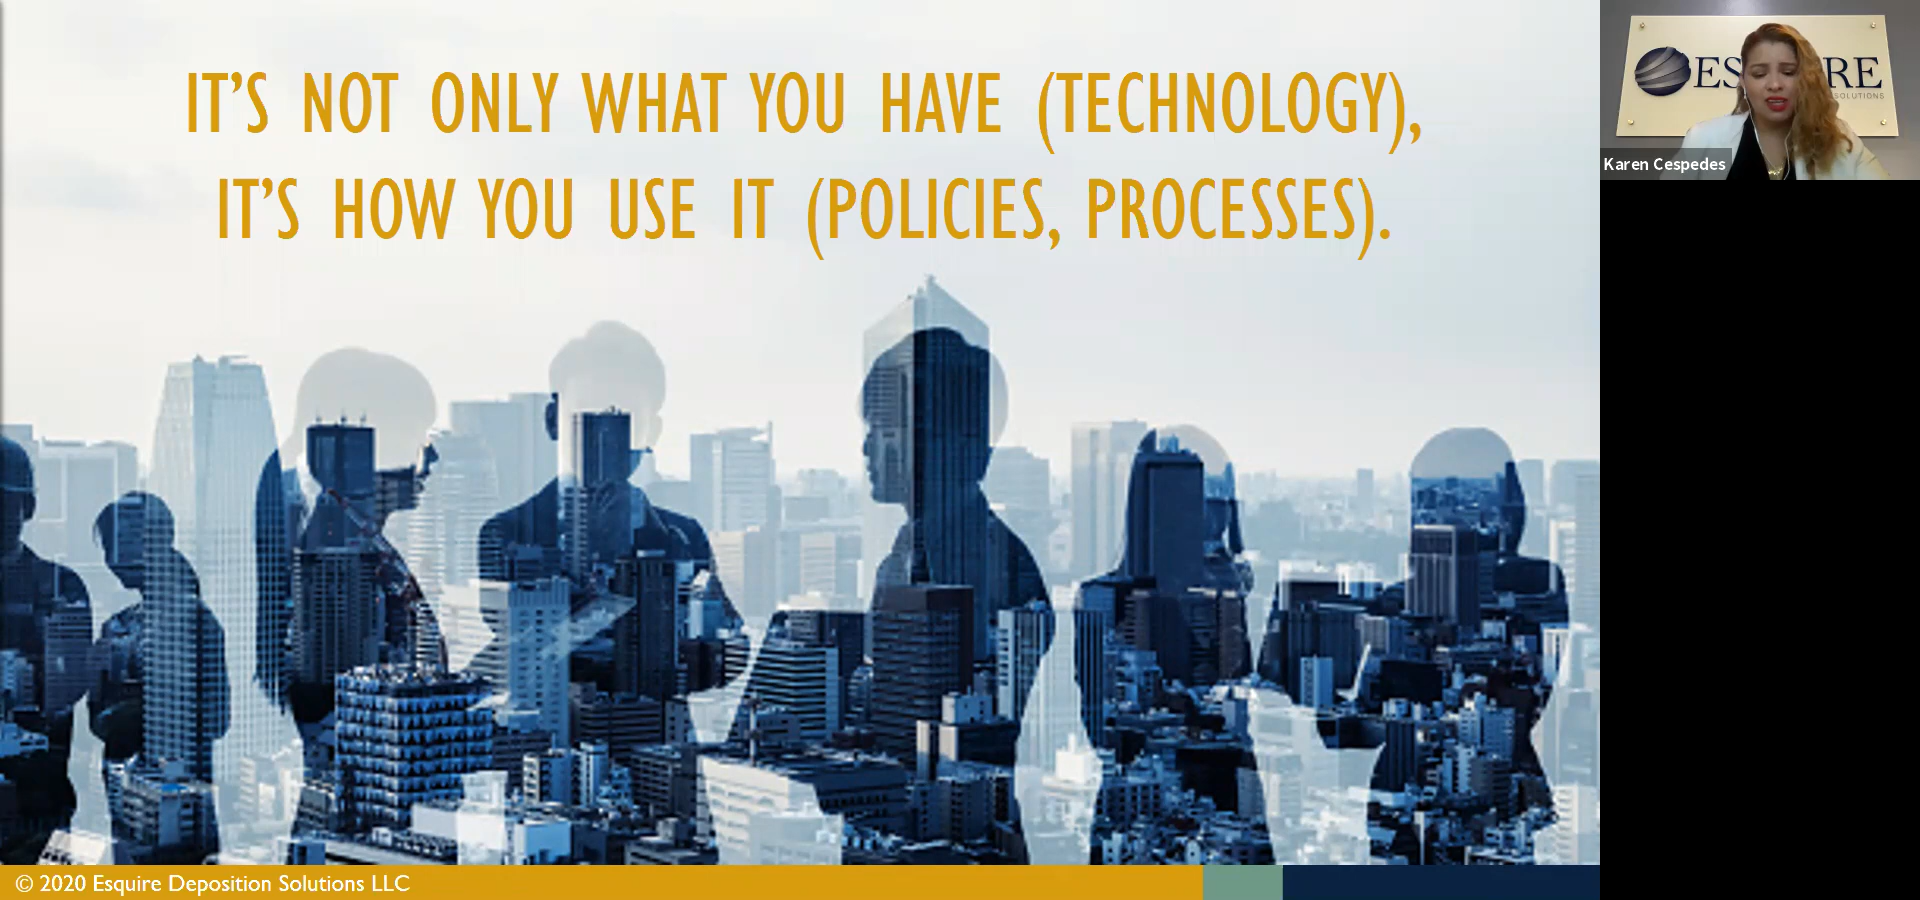 IT’S NOT ONLY WHAT YOU HAVE (TECHNOLOGY),
IT’S HOW YOU USE IT (POLICIES, PROCESSES).
© 2020 Esquire Deposition Solutions LLC
SOLUTIONS
Karen Cespedes